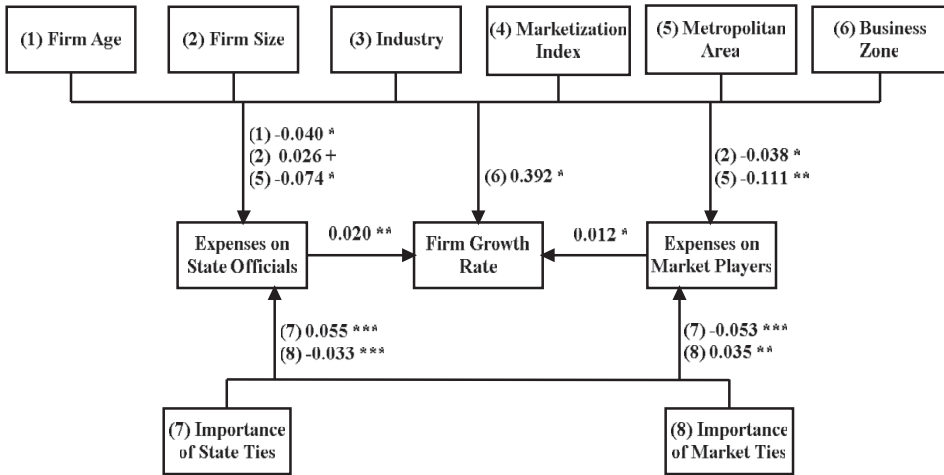 (1) Firm Age
(2) Firm Size
(3) Industry
(4) Marketization
Index
(5) Metropolitan
Area
(6) Business
Zone
(1) -0.040 *
(2) 0.026 +
(5) -0.074 *
(6) 0.392 *
(2) -0.038 *
(5) -0.111 **
Expenses on
State Officials
0.020 **
Firm Growth
Rate
0.012 *
Expenses on
Market Players
(7) 0.055 ***
(8) -0.033 ***
(7) -0.053 ***
(8) 0.035 **
(7) Importance
of State Ties
(8) Importance
of Market Ties